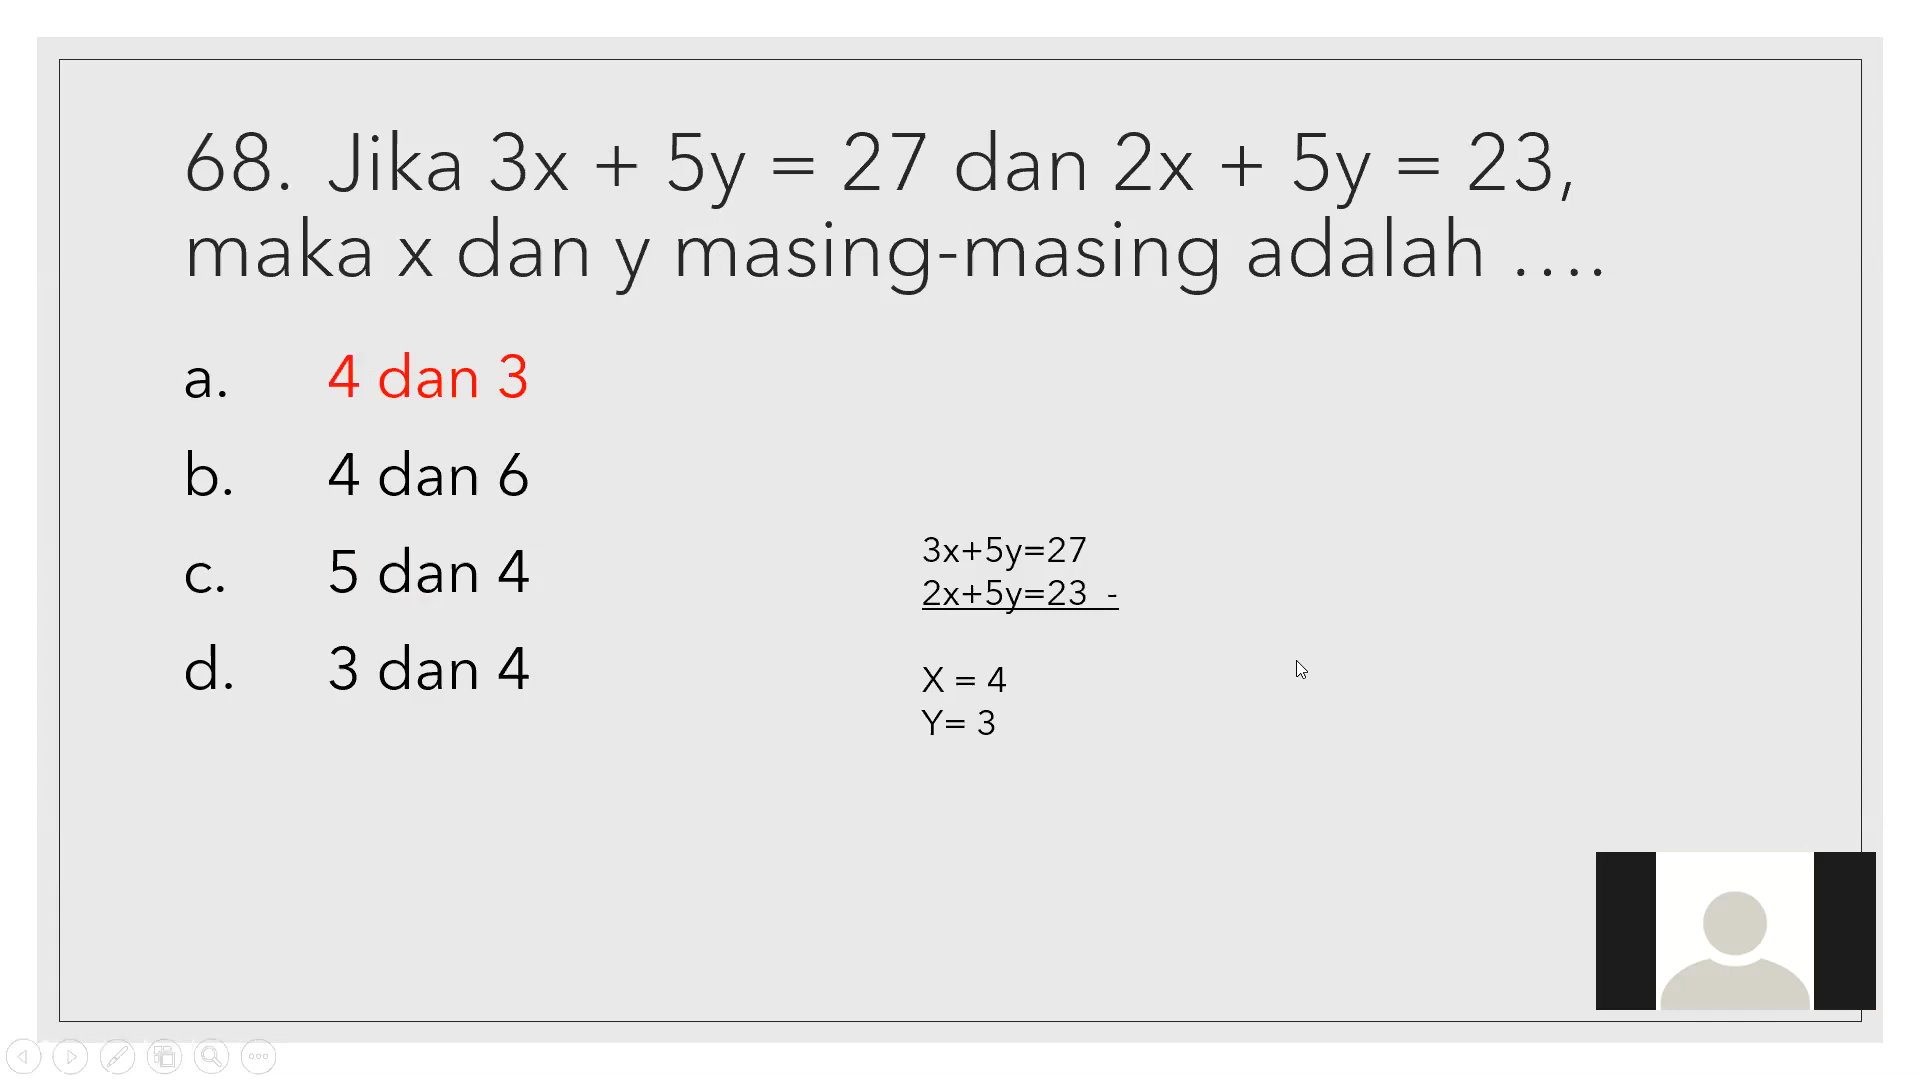 68. Jika 3x + 5y = 27 dan 2x + 5y = 23,
maka x dan y masing-masing adalah ....
a. 4 dan 3
b. 4 dan 6
c. 5 dan 4
d. 3 dan 4
3x+5y=27
2x+5y=23 -
X = 4
Y= 3